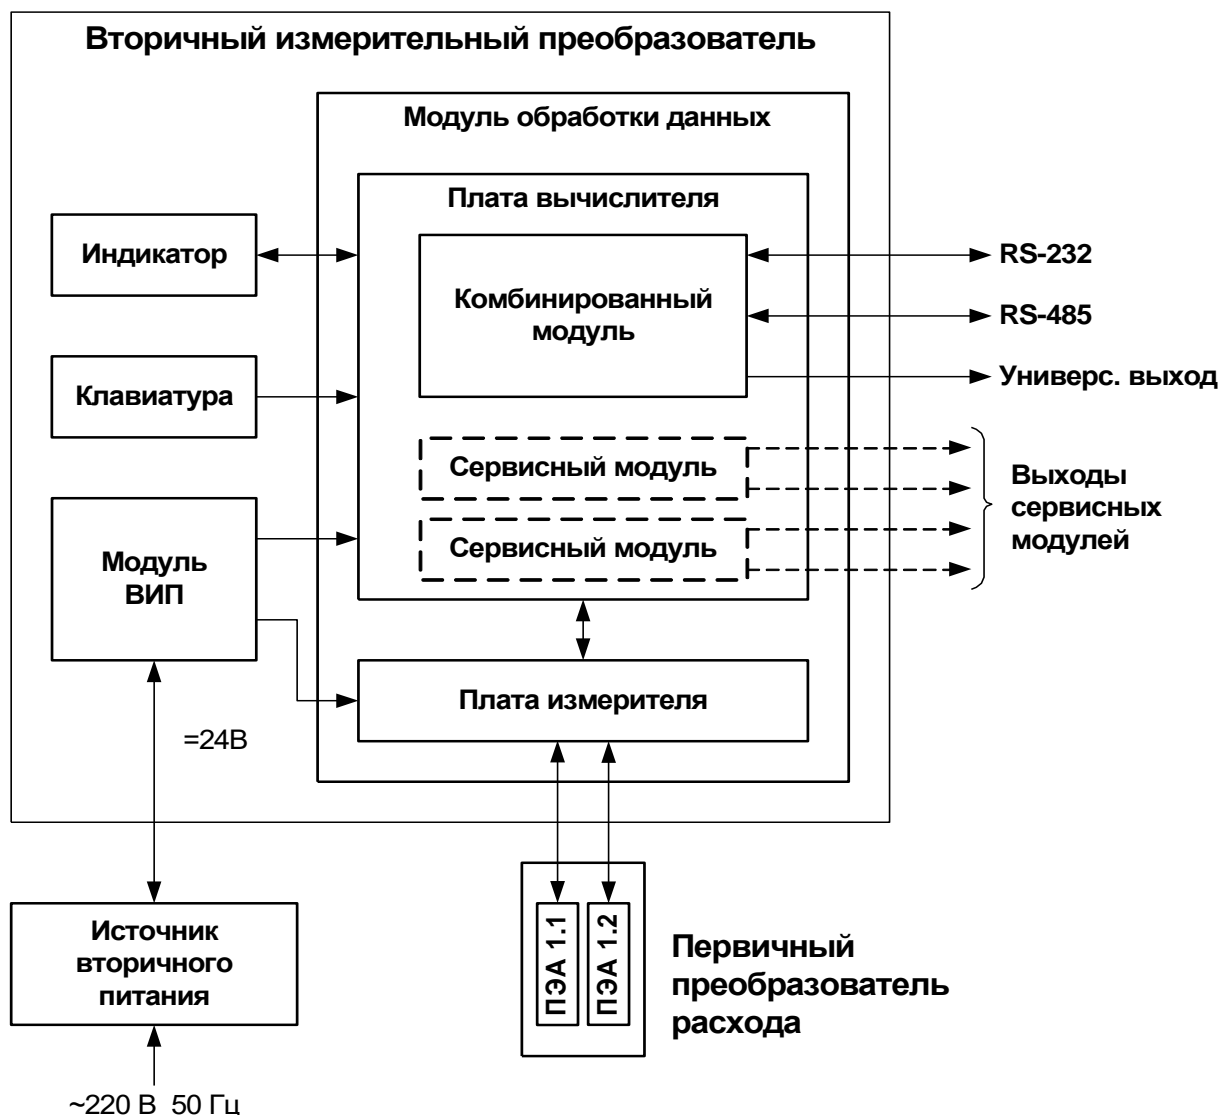 Вторичный измерительный преобразователь
Модуль обработки данных
Плата вычислителя
Индикатор
Комбинированный
модуль
RS-232
RS-485
Клавиатура
Универс. выход
Сервисный модуль
Сервисный модуль
Выходы
сервисных
модулей
Модуль
ВИП
Плата измерителя
=24В
Источник
вторичного
питания
ПЭА 1.1
ПЭА 1.2
Первичный
преобразователь
расхода
~220 В 50 Гц